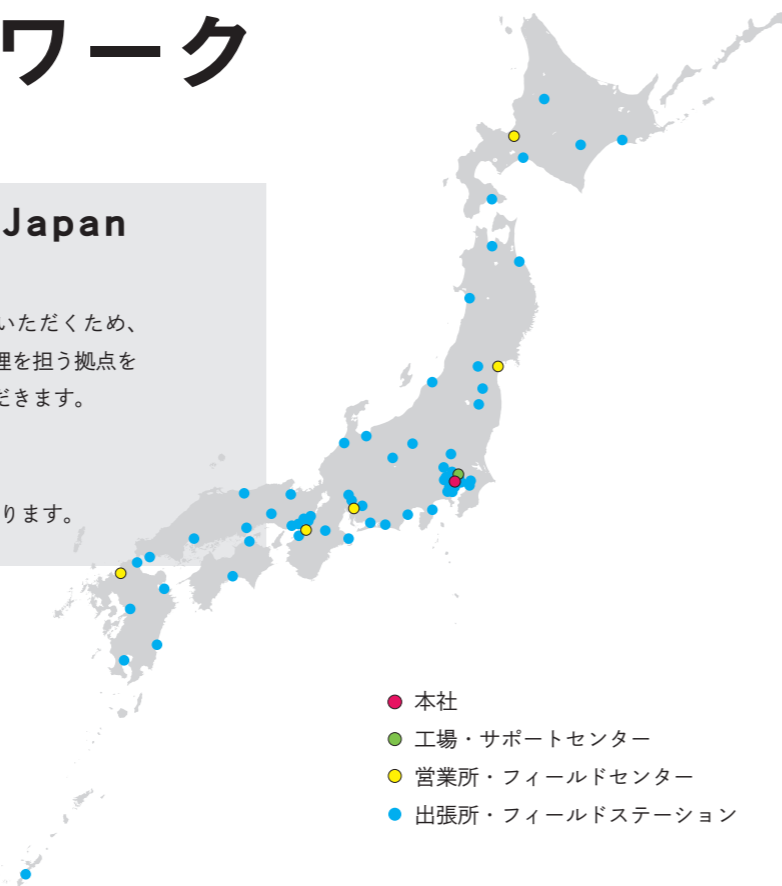 ワーク
Japan
いただくため、
理を担う拠点を
だきます。
ります。
本社
工場・サポートセンター
営業所・フィールドセンター
出張所・フィールドステーション